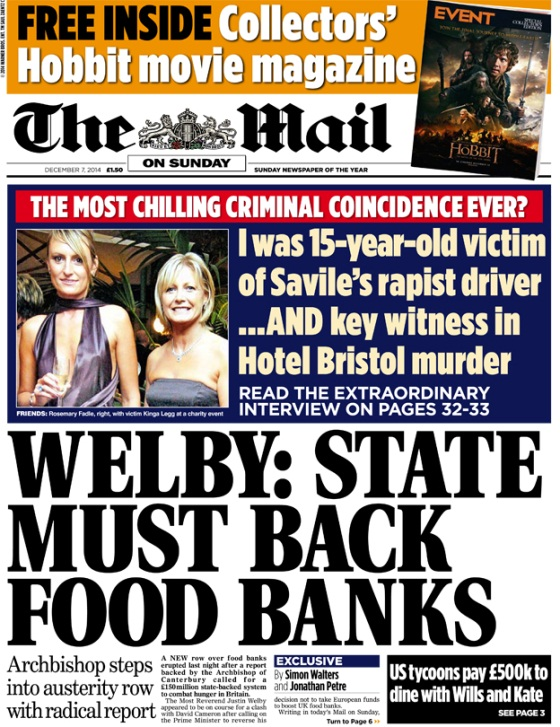 FREE INSIDE Collectors'
Hobbit movie magazine
EVENT
SPECIAL
COLLECTORS'
EDITION
THE
HOBBIT
The Mail
ON SUNDAY
DECEMBER 7, 2014 £1.50
SUNDAY NEWSPAPER OF THE YEAR
THE MOST CHILLING CRIMINAL COINCIDENCE EVER?
I was 15-year-old victim
of Savile's rapist driver
...AND key witness in
Hotel Bristol murder
READ THE EXTRAORDINARY
INTERVIEW ON PAGES 32-33
FRIENDS: Rosemary Fadle, right, with victim Kinga Legg at a charity event
WELBY: STATE
MUST BACK
FOOD BANKS
Archbishop steps
into austerity row
with radical report
A NEW row over food banks
erupted last night after a report
backed by the Archbishop of
Canterbury called for a
£150million state-backed system
to combat hunger in Britain.
The Most Reverend Justin Welby
appeared to be on course for a clash
with David Cameron after calling on
the Prime Minister to reverse his
EXCLUSIVE
By Simon Walters
and Jonathan Petre
decision not to take European funds
to boost UK food banks.
Writing in today's Mail on Sunday,
Turn to Page 6
US tycoons pay £500k to
dine with Wills and Kate
SEE PAGE 3